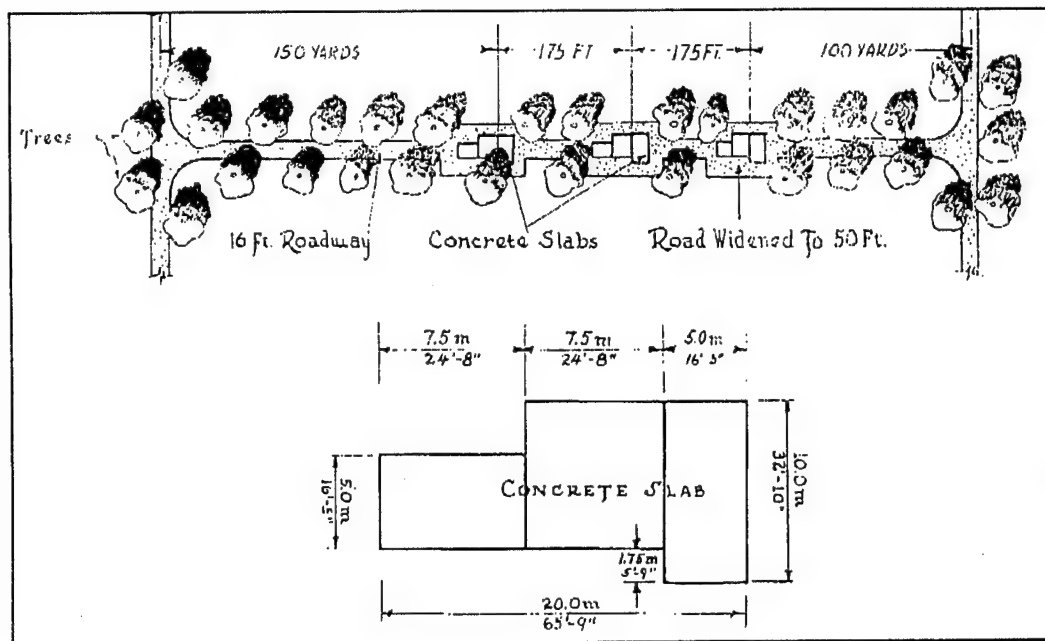 150 YARDS
175 FT
175 FT.
100 YARDS
Trees
16 Ft. Roadway
Concrete Slabs
Road Widened To 50 Ft.
7.5 m
24'-8"
7.5 m
24'-8"
5.0 m
16' 5"
5.0 m
16'-5"
CONCRETE SLAB
10.0 m
32'-10"
1.75 m
5'-9"
20.0 m
65'-9"